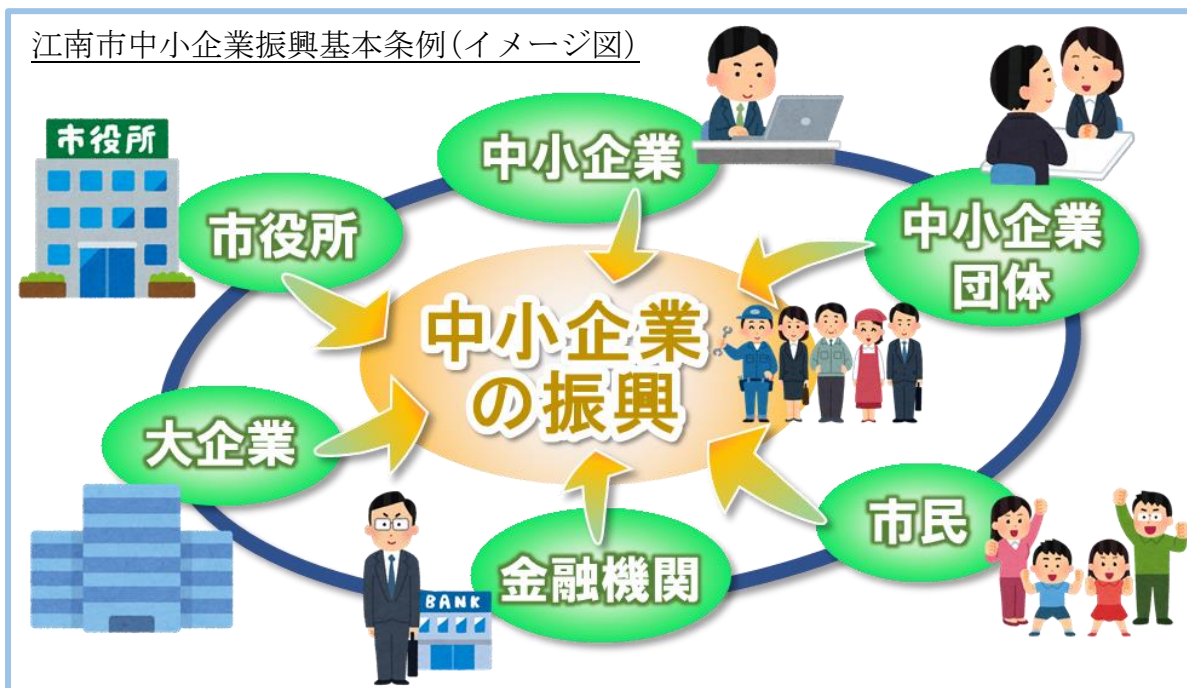 江南市中小企業振興基本条例(イメージ図)
市役所
中小企業
市役所
中小企業
団体
中小企業
の振興
大企業
市民
金融機関
BANK